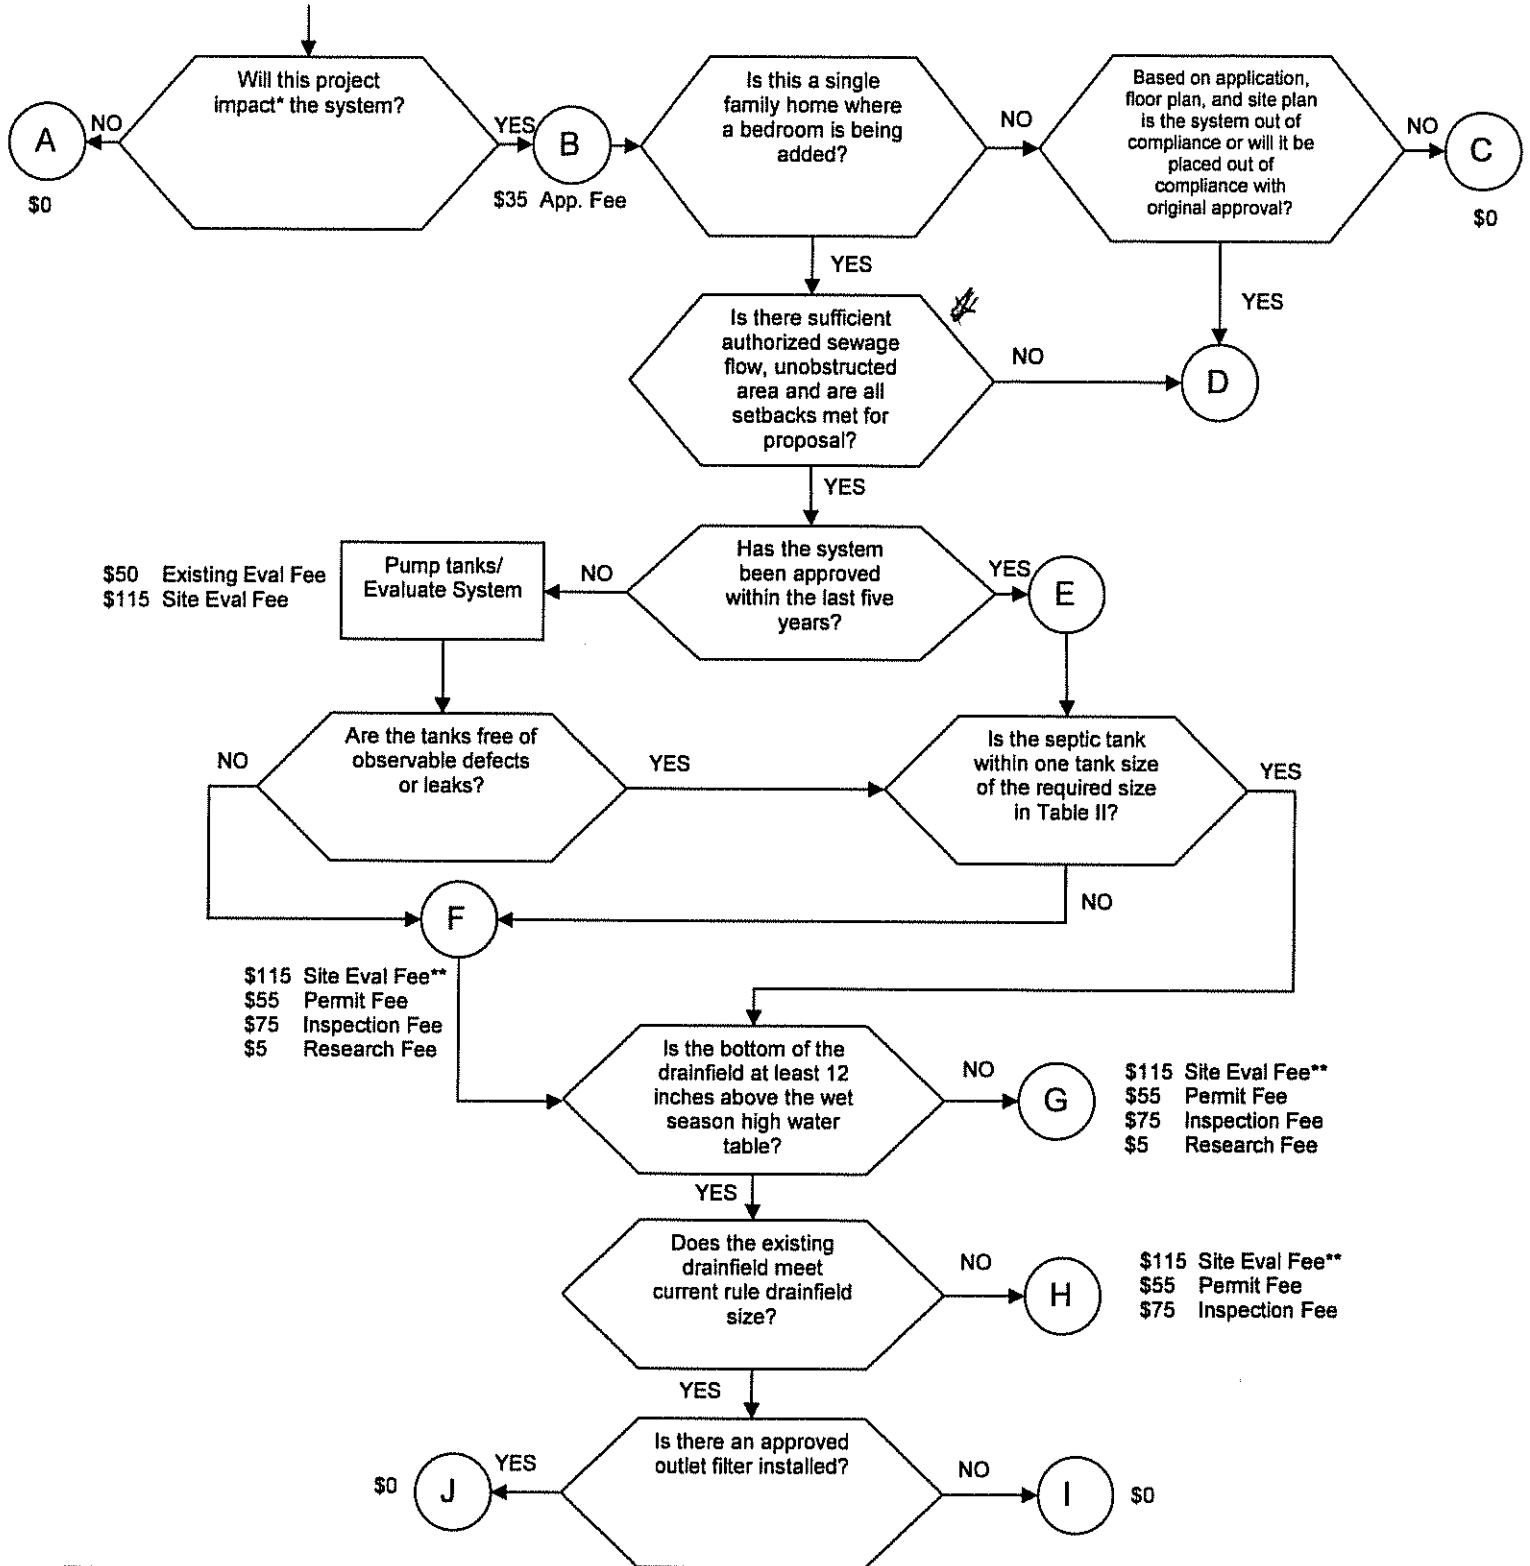 Will this project
impact* the system?
NO
A
$0
YES
B
$35 App. Fee
Is this a single
family home where
a bedroom is being
added?
NO
Based on application,
floor plan, and site plan
is the system out of
compliance or will it be
placed out of
compliance with
original approval?
NO
C
$0
YES
YES
Is there sufficient
authorized sewage
flow, unobstructed
area and are all
setbacks met for
proposal?
NO
D
YES
$50 Existing Eval Fee
$115 Site Eval Fee
Pump tanks/
Evaluate System
NO
Has the system
been approved
within the last five
years?
YES
E
NO
Are the tanks free of
observable defects
or leaks?
YES
Is the septic tank
within one tank size
of the required size
in Table II?
YES
NO
F
$115 Site Eval Fee**
$55 Permit Fee
$75 Inspection Fee
$5 Research Fee
Is the bottom of the
drainfield at least 12
inches above the wet
season high water
table?
NO
G
$115 Site Eval Fee**
$55 Permit Fee
$75 Inspection Fee
$5 Research Fee
YES
Does the existing
drainfield meet
current rule drainfield
size?
NO
H
$115 Site Eval Fee**
$55 Permit Fee
$75 Inspection Fee
YES
Is there an approved
outlet filter installed?
YES
J
$0
NO
I
$0